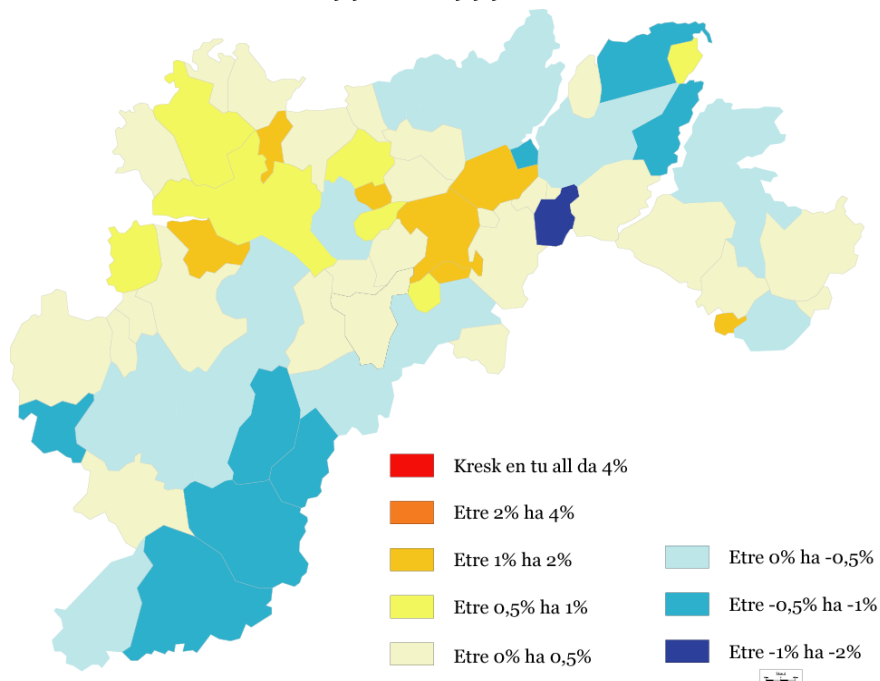 Kresk en tu all da 4%
Etre 2% ha 4%
Etre 1% ha 2%
Etre 0,5% ha 1%
Etre 0% ha 0,5%
Etre 0% ha -0,5%
Etre -0,5% ha -1%
Etre -1% ha -2%